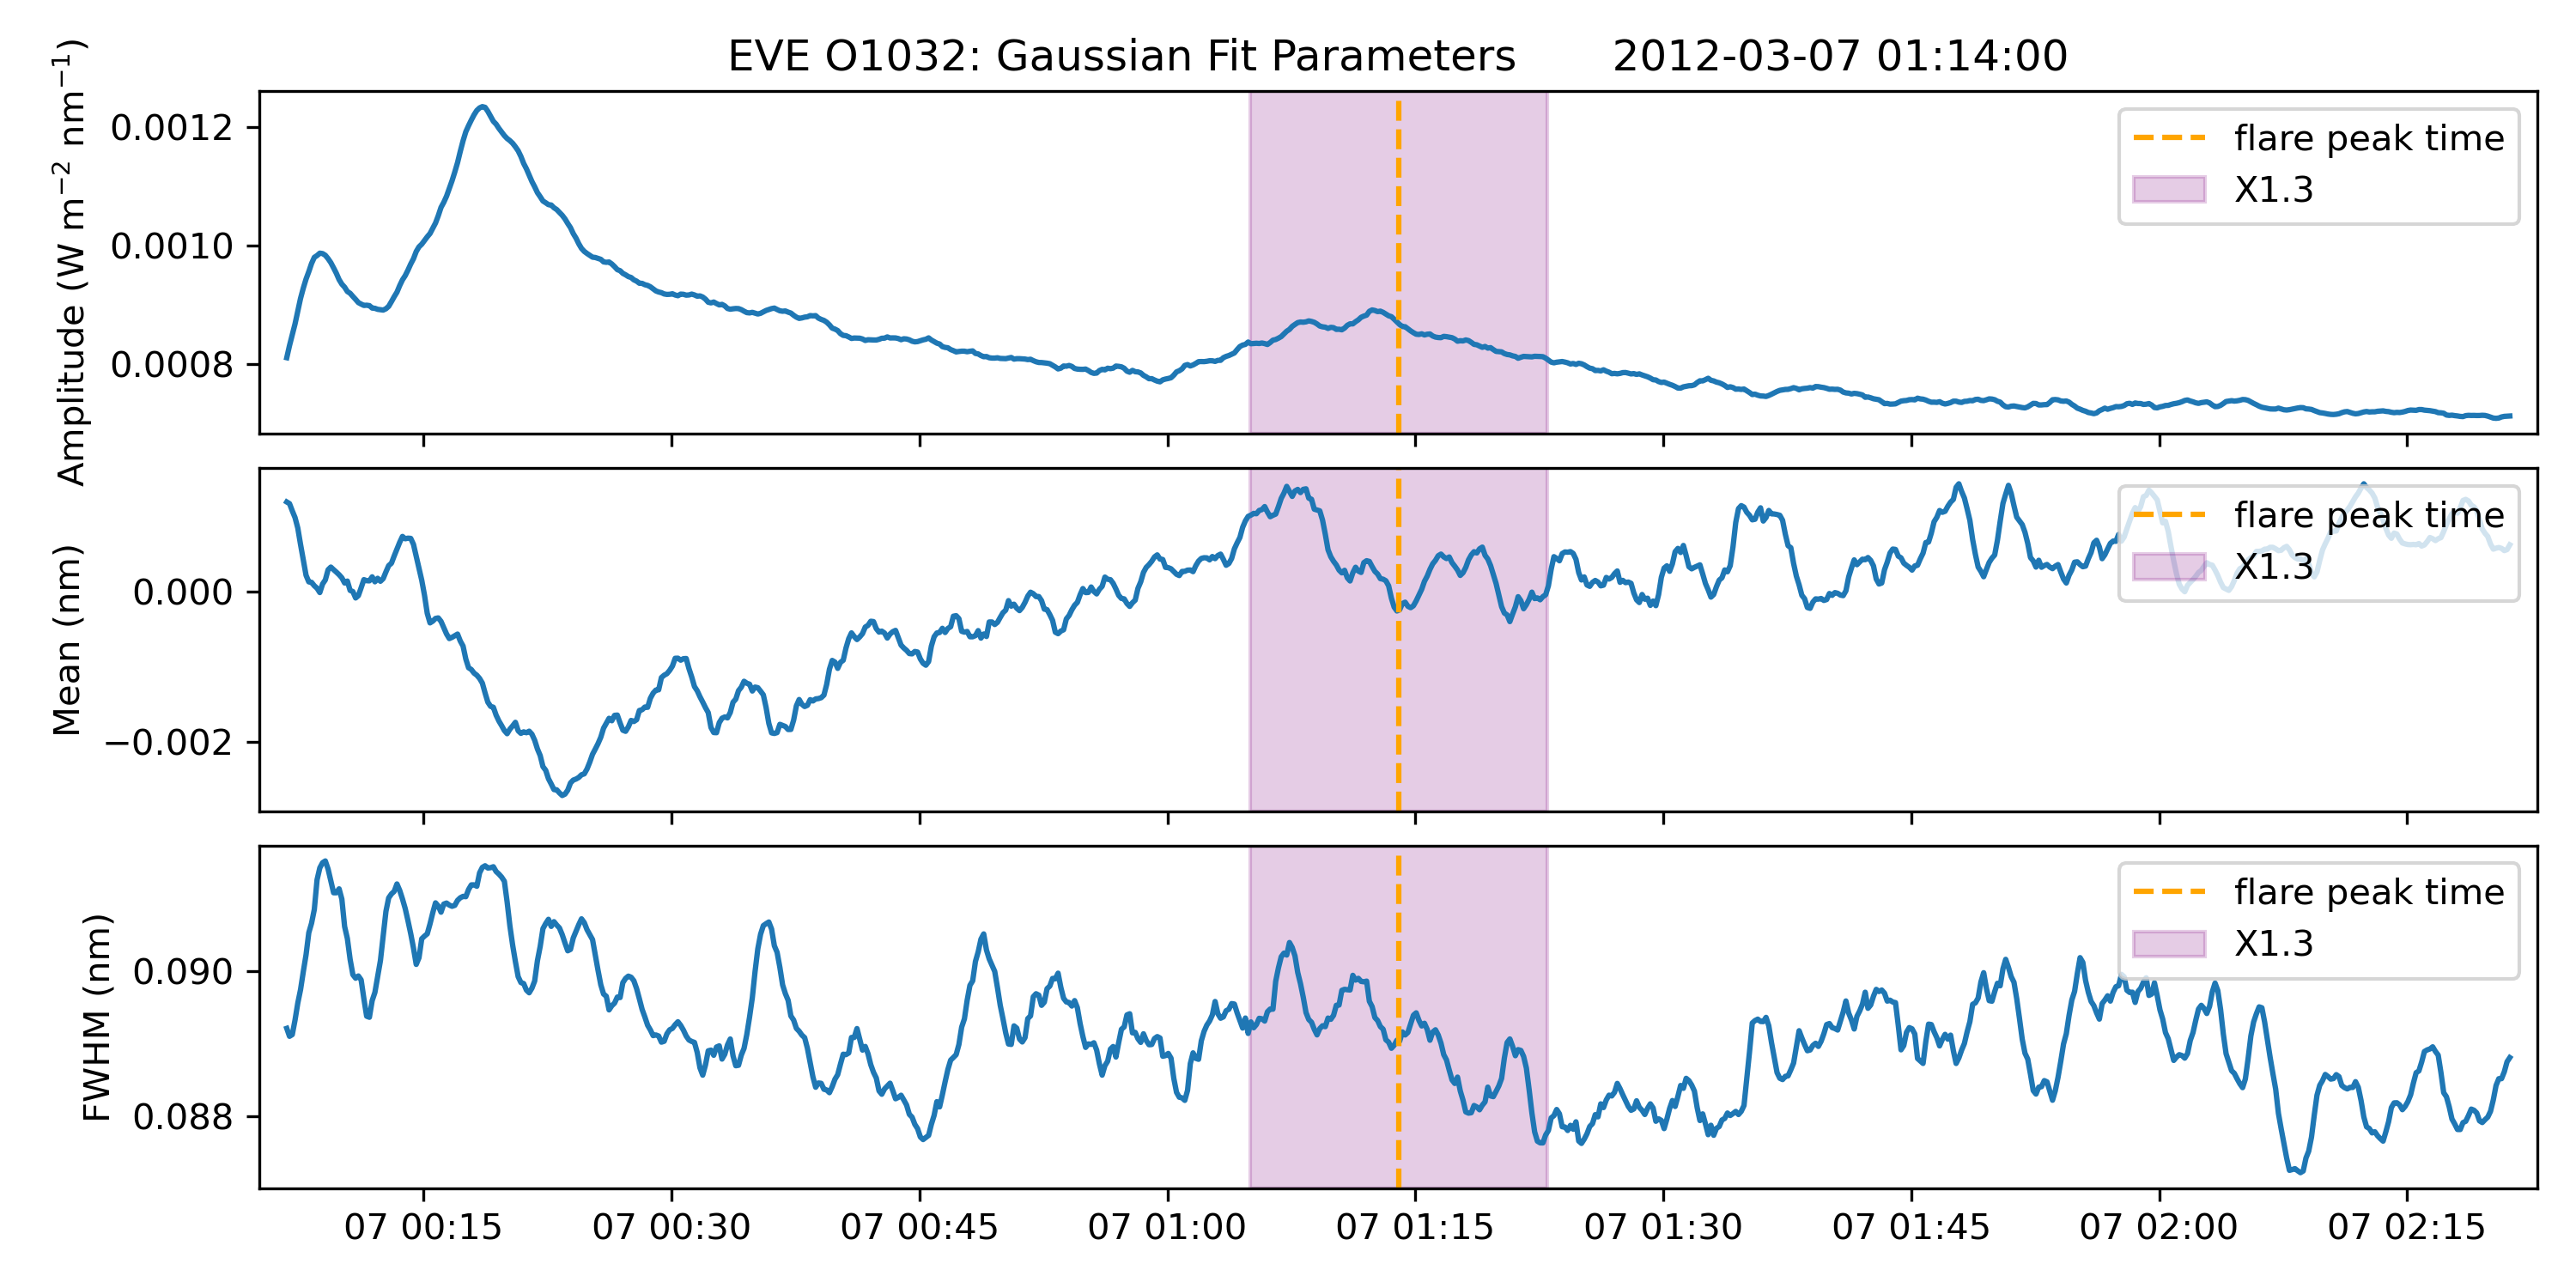 EVE O1032: Gaussian Fit Parameters 2012-03-07 01:14:00
Amplitude (W m⁻² nm⁻¹)
0.0012
0.0010
0.0008
flare peak time
X1.3
Mean (nm)
0.000
−0.002
flare peak time
X1.3
FWHM (nm)
0.090
0.088
flare peak time
X1.3
07 00:15 07 00:30 07 00:45 07 01:00 07 01:15 07 01:30 07 01:45 07 02:00 07 02:15